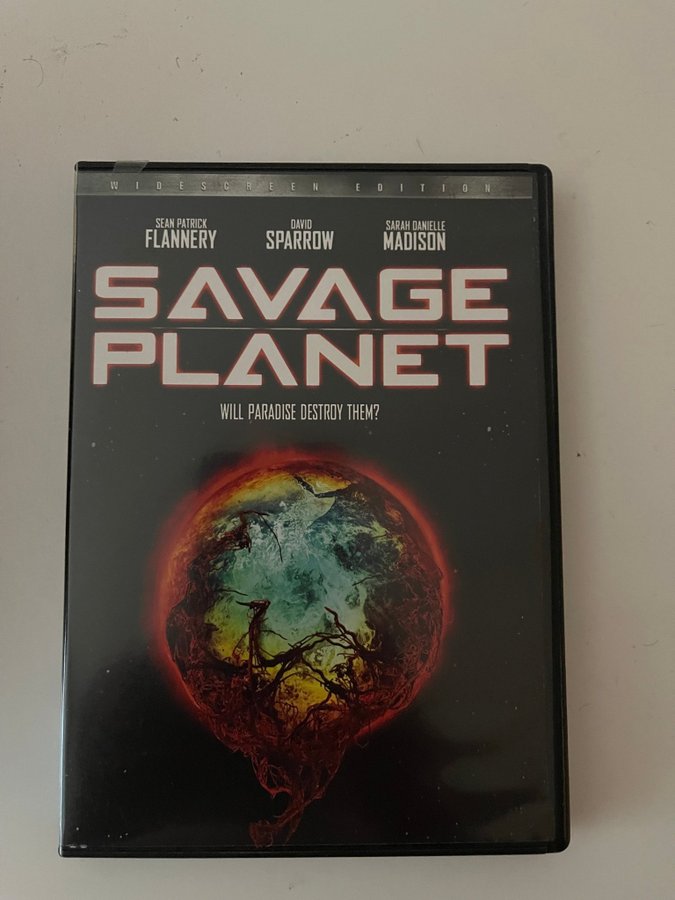 WIDESCREEN EDITION
SEAN PATRICK DAVID SARAH DANIELLE
FLANNERY SPARROW MADISON
SAVAGE
PLANET
WILL PARADISE DESTROY THEM?